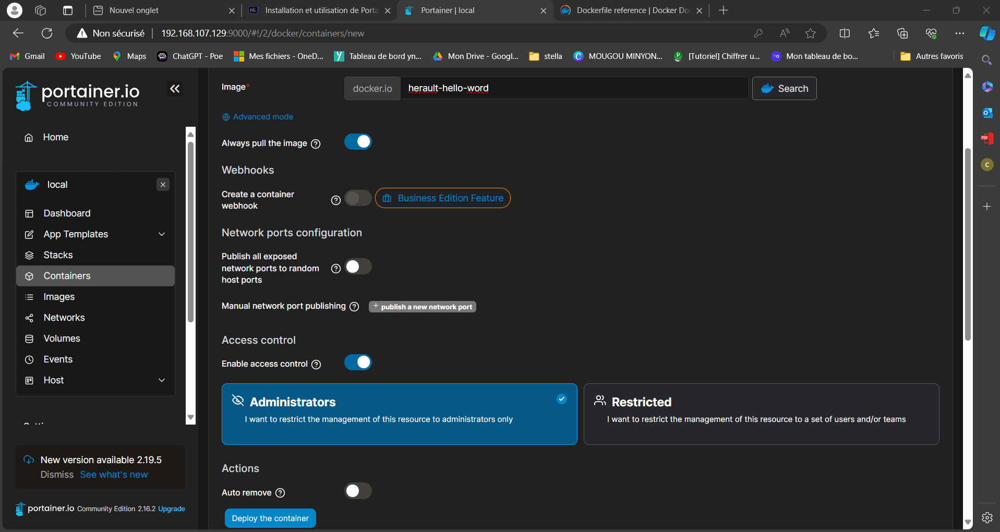 Nouvel onglet
Installation et utilisation de Porta
Portainer | local
Dockerfile reference | Docker Do
Non sécurisé
192.168.107.129:9000/#!/2/docker/containers/new
Gmail
YouTube
Maps
ChatGPT - Poe
Mes fichiers - OneD...
Tableau de bord yn...
Mon Drive - Googl...
stella
MOUGOU MINYON...
[Tutoriel] Chiffrer u...
Mon tableau de bo...
Autres favoris
portainer.io
COMMUNITY EDITION
Home
local
Dashboard
App Templates
Stacks
Containers
Images
Networks
Volumes
Events
Host
New version available 2.19.5
Dismiss See what's new
portainer.io Community Edition 2.16.2 Upgrade
Image*
docker.io
herault-hello-word
Search
Advanced mode
Always pull the image
Webhooks
Create a container
webhook
Business Edition Feature
Network ports configuration
Publish all exposed
network ports to random
host ports
Manual network port publishing
+ publish a new network port
Access control
Enable access control
Administrators
I want to restrict the management of this resource to administrators only
Restricted
I want to restrict the management of this resource to a set of users and/or teams
Actions
Auto remove
Deploy the container